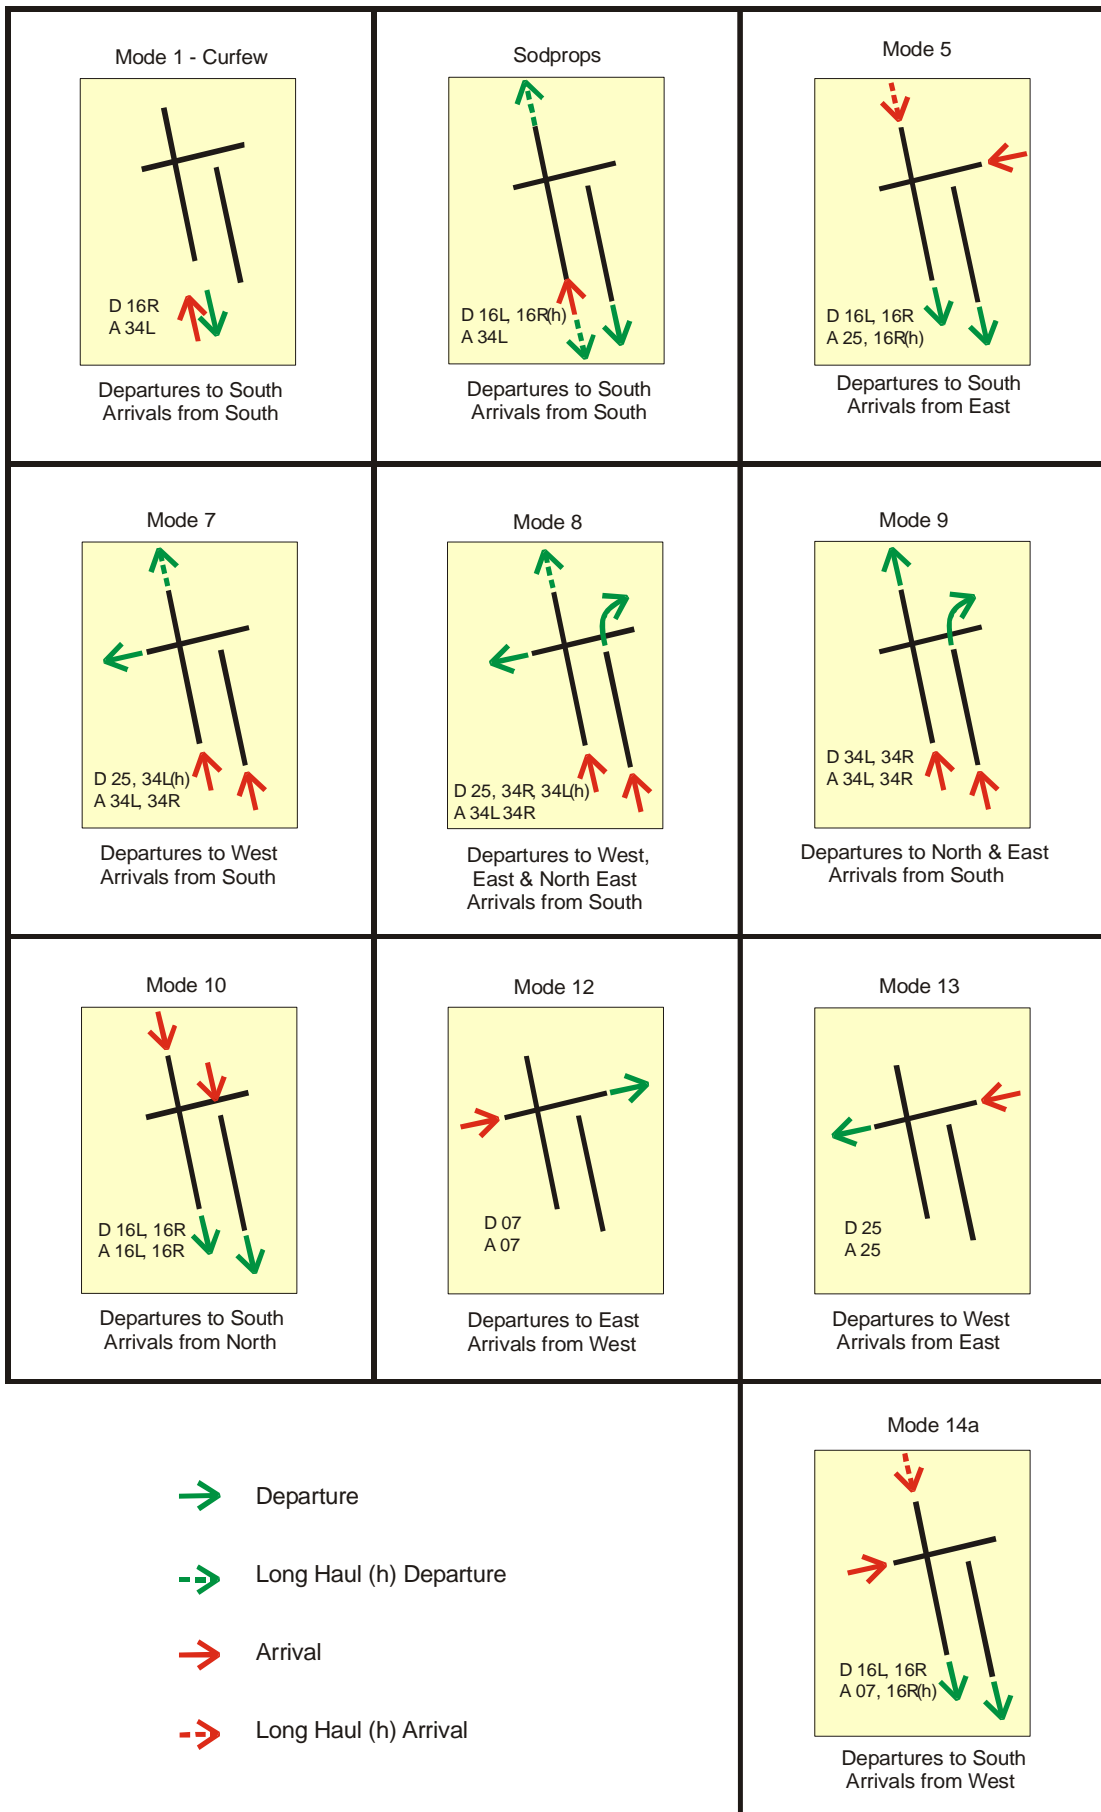 Mode 1 - Curfew
D 16R
A 34L
Departures to South
Arrivals from South
Sodprops
D 16L, 16R(h)
A 34L
Departures to South
Arrivals from South
Mode 5
D 16L, 16R
A 25, 16R(h)
Departures to South
Arrivals from East
Mode 7
D 25, 34L(h)
A 34L, 34R
Departures to West
Arrivals from South
Mode 8
D 25, 34R, 34L(h)
A 34L 34R
Departures to West,
East & North East
Arrivals from South
Mode 9
D 34L, 34R
A 34L, 34R
Departures to North & East
Arrivals from South
Mode 10
D 16L, 16R
A 16L, 16R
Departures to South
Arrivals from North
Mode 12
D 07
A 07
Departures to East
Arrivals from West
Mode 13
D 25
A 25
Departures to West
Arrivals from East
Departure
Long Haul (h) Departure
Arrival
Long Haul (h) Arrival
Mode 14a
D 16L, 16R
A 07, 16R(h)
Departures to South
Arrivals from West